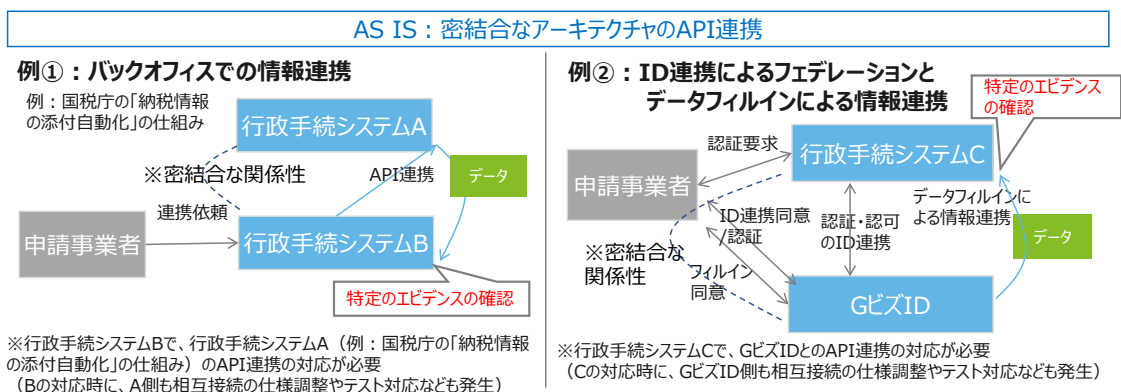 AS IS：密結合なアーキテクチャのAPI連携
例①：バックオフィスでの情報連携
例：国税庁の「納税情報
の添付自動化」の仕組み
行政手続システムA
※密結合な関係性
API連携
データ
連携依頼
申請事業者
行政手続システムB
特定のエビデンスの確認
※行政手続システムBで、行政手続システムA（例：国税庁の「納税情報
の添付自動化」の仕組み）のAPI連携の対応が必要
（Bの対応時に、A側も相互接続の仕様調整やテスト対応なども発生）
例②：ID連携によるフェデレーションと
データフィルインによる情報連携
特定のエビデンス
の確認
認証要求
行政手続システムC
申請事業者
ID連携同意
/認証
認証・認可
のID連携
データフィルインに
よる情報連携
データ
※密結合な
関係性
フィルイン
同意
GビズID
※行政手続システムCで、GビズIDとのAPI連携の対応が必要
（Cの対応時に、GビズID側も相互接続の仕様調整やテスト対応なども発生）